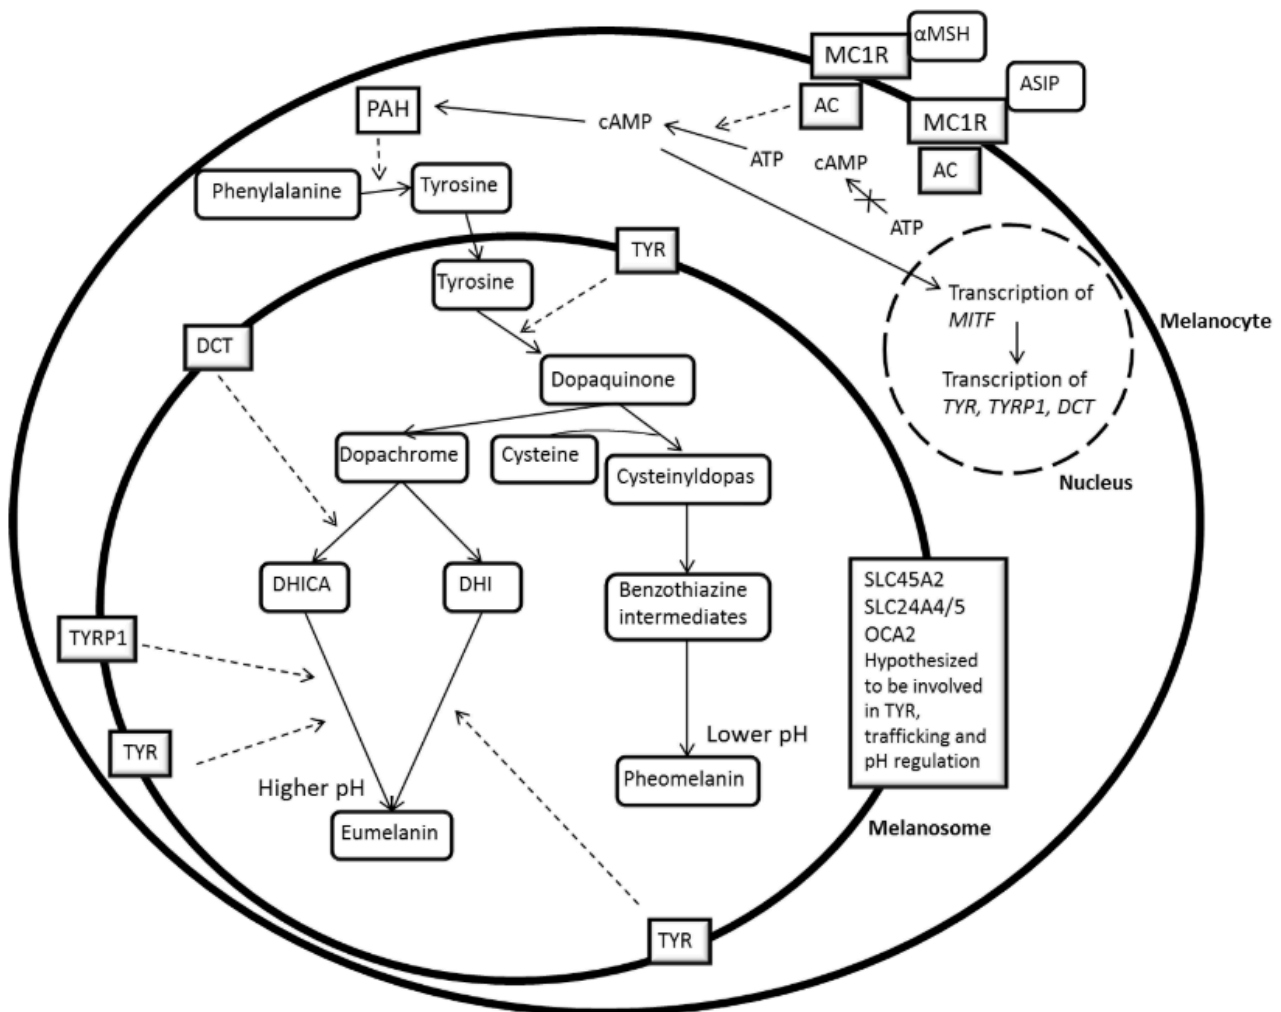 αMSH
MC1R
ASIP
AC
MC1R
AC
PAH
cAMP
ATP
cAMP
ATP
Phenylalanine
Tyrosine
TYR
Tyrosine
Transcription of
MITF
Transcription of
TYR, TYRP1, DCT
Nucleus
Melanocyte
DCT
Dopaquinone
Dopachrome
Cysteine
Cysteinyldopas
DHICA
DHI
Benzothiazine
intermediates
SLC45A2
SLC24A4/5
OCA2
Hypothesized
to be involved
in TYR,
trafficking and
pH regulation
TYRP1
TYR
Higher pH
Lower pH
Pheomelanin
Eumelanin
Melanosome
TYR